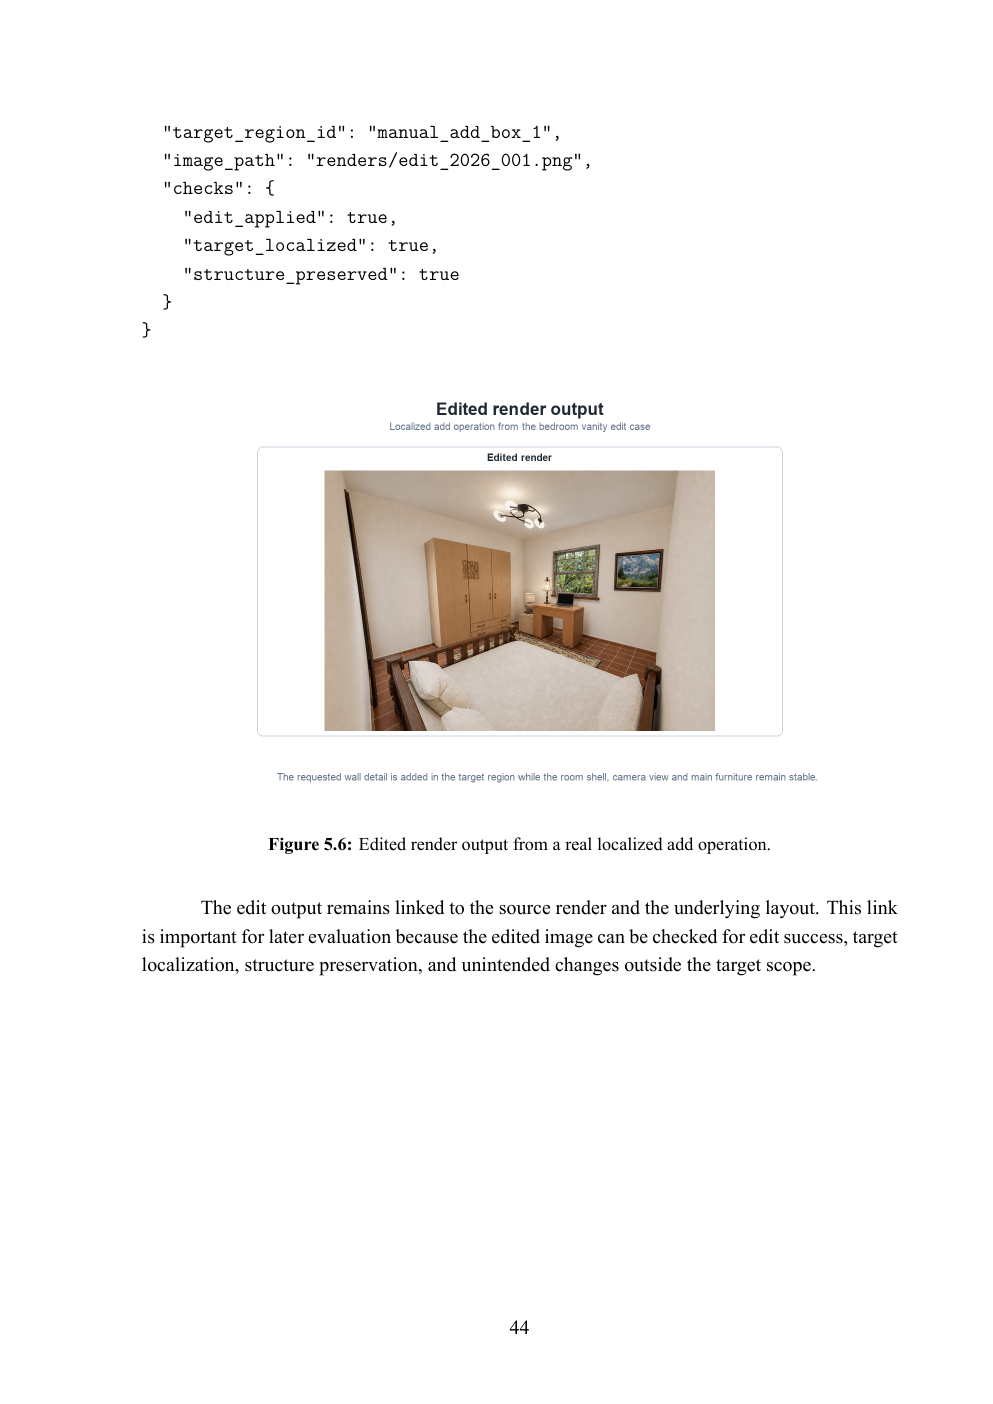 "target_region_id": "manual_add_box_1",
"image_path": "renders/edit_2026_001.png",
"checks": {
"edit_applied": true,
"target_localized": true,
"structure_preserved": true
}
}
Edited render output
Localized add operation from the bedroom vanity edit case
Edited render
The requested wall detail is added in the target region while the room shell, camera view and main furniture remain stable.
Figure 5.6: Edited render output from a real localized add operation.
The edit output remains linked to the source render and the underlying layout. This link
is important for later evaluation because the edited image can be checked for edit success, target
localization, structure preservation, and unintended changes outside the target scope.
44